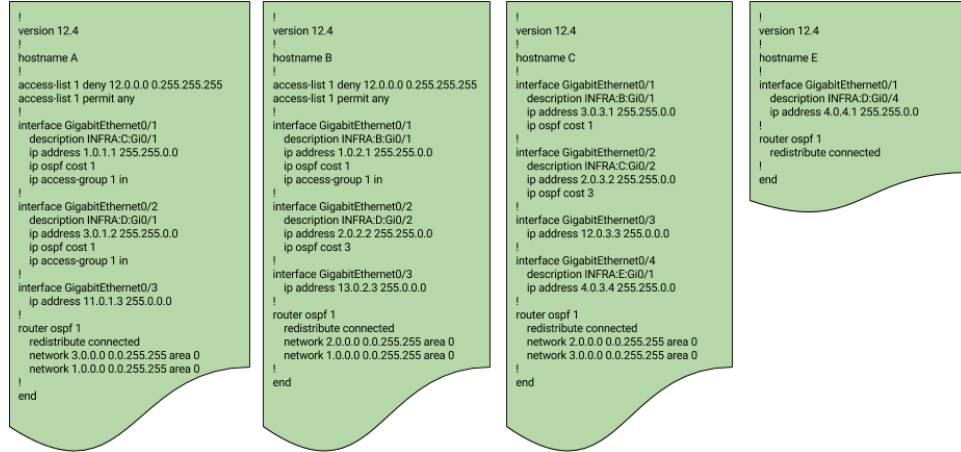 !
version 12.4
!
hostname A
!
access-list 1 deny 12.0.0.0 0.255.255.255
access-list 1 permit any
!
interface GigabitEthernet0/1
description INFRA:C:Gi0/1
ip address 1.0.1.1 255.255.0.0
ip ospf cost 1
ip access-group 1 in
!
interface GigabitEthernet0/2
description INFRA:D:Gi0/1
ip address 3.0.1.2 255.255.0.0
ip ospf cost 1
ip access-group 1 in
!
interface GigabitEthernet0/3
ip address 11.0.1.3 255.0.0.0
!
router ospf 1
redistribute connected
network 3.0.0.0 0.0.255.255 area 0
network 1.0.0.0 0.0.255.255 area 0
!
end
!
version 12.4
!
hostname B
!
access-list 1 deny 12.0.0.0 0.255.255.255
access-list 1 permit any
!
interface GigabitEthernet0/1
description INFRA:B:Gi0/1
ip address 1.0.2.1 255.255.0.0
ip ospf cost 1
ip access-group 1 in
!
interface GigabitEthernet0/2
description INFRA:D:Gi0/2
ip address 2.0.2.2 255.255.0.0
ip ospf cost 3
!
interface GigabitEthernet0/3
ip address 13.0.2.3 255.0.0.0
!
router ospf 1
redistribute connected
network 2.0.0.0 0.0.255.255 area 0
network 1.0.0.0 0.0.255.255 area 0
!
end
!
version 12.4
!
hostname C
!
interface GigabitEthernet0/1
description INFRA:B:Gi0/1
ip address 3.0.3.1 255.255.0.0
ip ospf cost 1
!
interface GigabitEthernet0/2
description INFRA:C:Gi0/2
ip address 2.0.3.2 255.255.0.0
ip ospf cost 3
!
interface GigabitEthernet0/3
ip address 12.0.3.3 255.0.0.0
!
interface GigabitEthernet0/4
description INFRA:E:Gi0/1
ip address 4.0.3.4 255.255.0.0
!
router ospf 1
redistribute connected
network 2.0.0.0 0.0.255.255 area 0
network 3.0.0.0 0.0.255.255 area 0
!
end
!
version 12.4
!
hostname E
!
interface GigabitEthernet0/1
description INFRA:D:Gi0/4
ip address 4.0.4.1 255.255.0.0
!
router ospf 1
redistribute connected
!
end